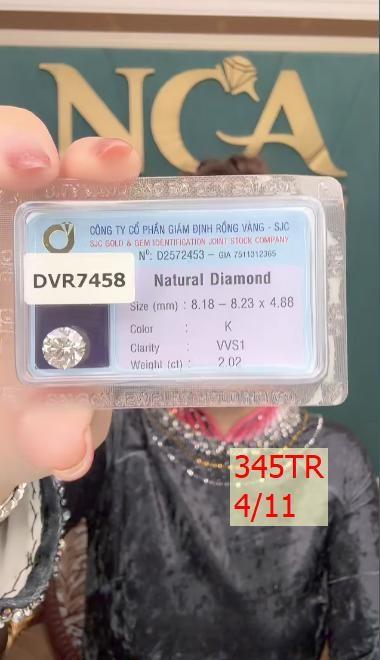 NCA
CÔNG TY CỔ PHẦN GIÁM ĐỊNH RỒNG VÀNG - SJC
SJC GOLD & GEM IDENTIFICATION JOINT STOCK COMPANY
Nº: D2572453 – GIA 7511312365
DVR7458
Natural Diamond
Size (mm) : 8.18 – 8.23 x 4.88
Color : K
Clarity : VVS1
Weight (ct) : 2.02
345TR
4/11